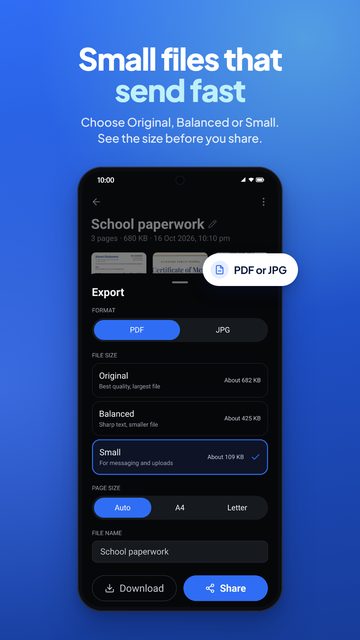 Small files that
send fast
Choose Original, Balanced or Small.
See the size before you share.
10:00
School paperwork
3 pages · 680 KB · 16 Oct 2026, 10:10 pm
PDF or JPG
Export
FORMAT
PDF
JPG
FILE SIZE
Original
Best quality, largest file
About 682 KB
Balanced
Sharp text, smaller file
About 425 KB
Small
For messaging and uploads
About 109 KB
PAGE SIZE
Auto
A4
Letter
FILE NAME
School paperwork
Download
Share